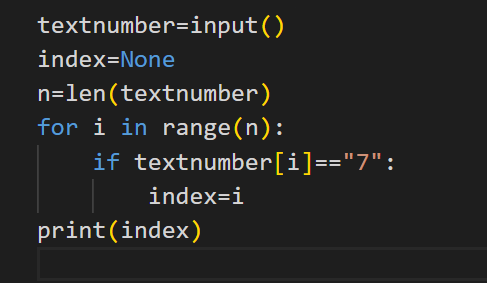 textnumber=input()
index=None
n=len(textnumber)
for i in range(n):
    if textnumber[i]=="7":
        index=i
print(index)